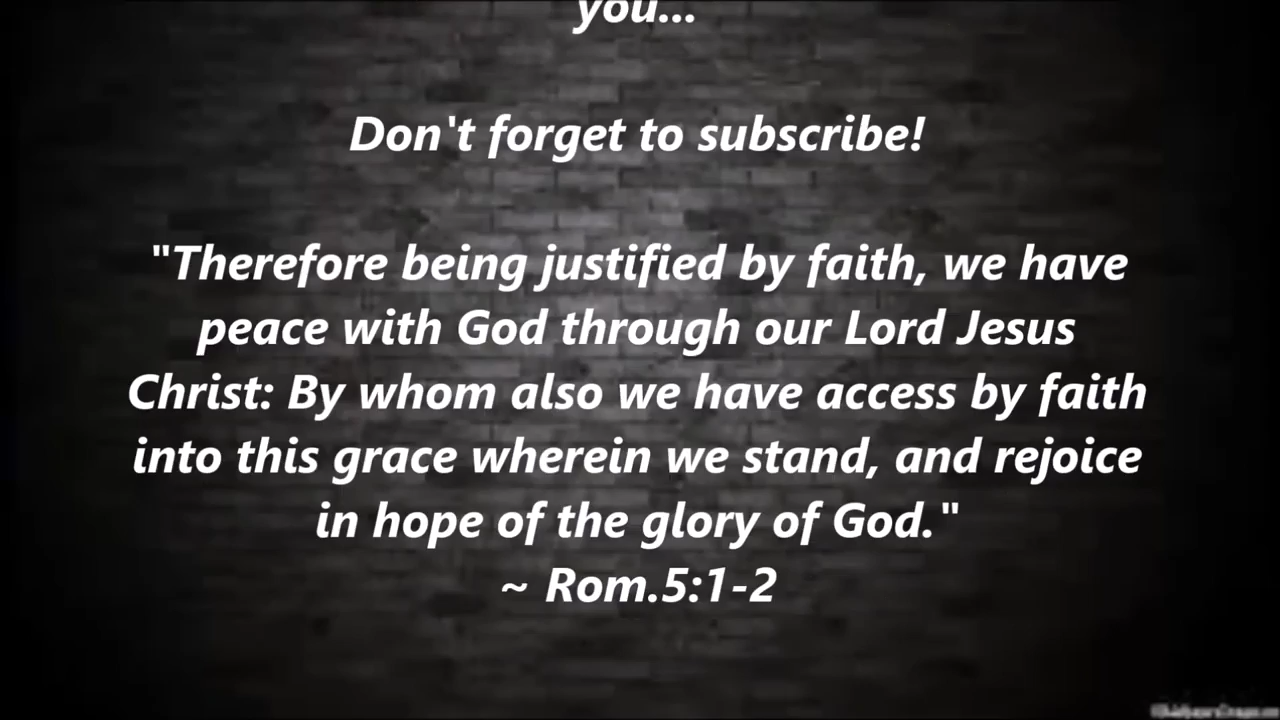 you...
Don't forget to subscribe!
"Therefore being justified by faith, we have
peace with God through our Lord Jesus
Christ: By whom also we have access by faith
into this grace wherein we stand, and rejoice
in hope of the glory of God."
~ Rom.5:1-2